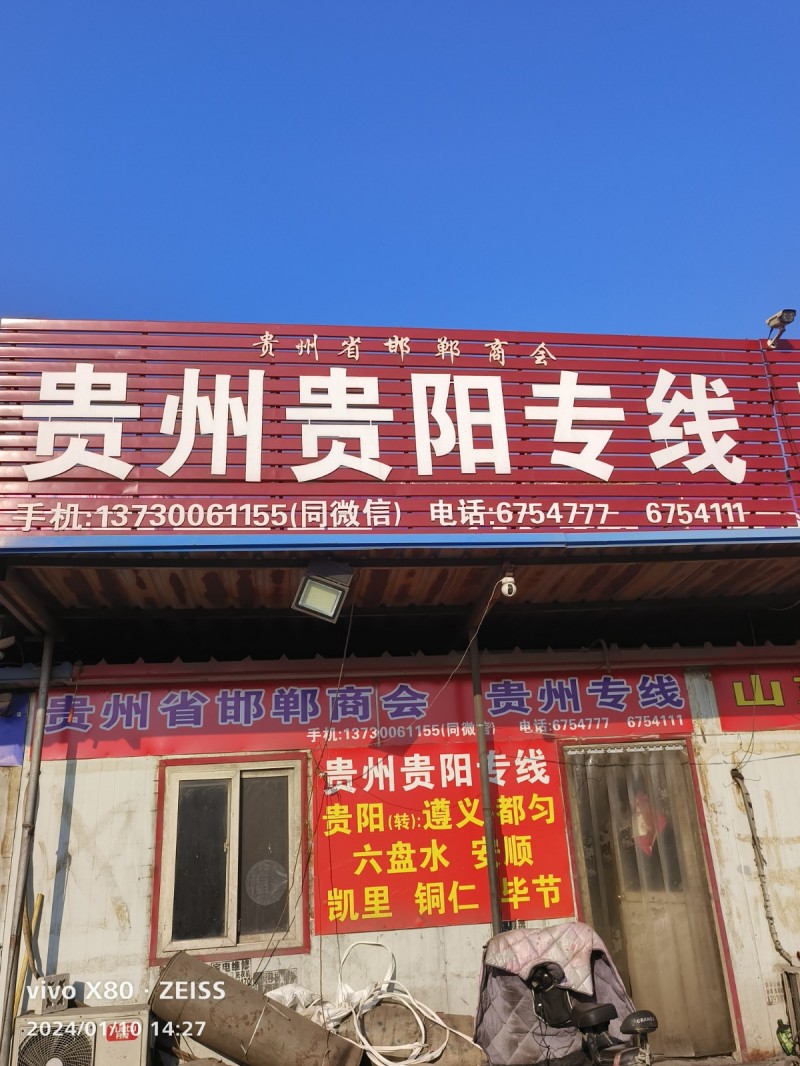 贵州省邯郸商会
贵州贵阳专线
手机:13730061155(同微信) 电话:6754777 6754111
贵州省邯郸商会 贵州专线
山
手机:13730061155(同微信) 电话:6754777 6754111
贵州贵阳专线
贵阳(转):遵义 都匀
六盘水 安顺
凯里 铜仁 毕节
vivo X80 · ZEISS
2024/01/10 14:27